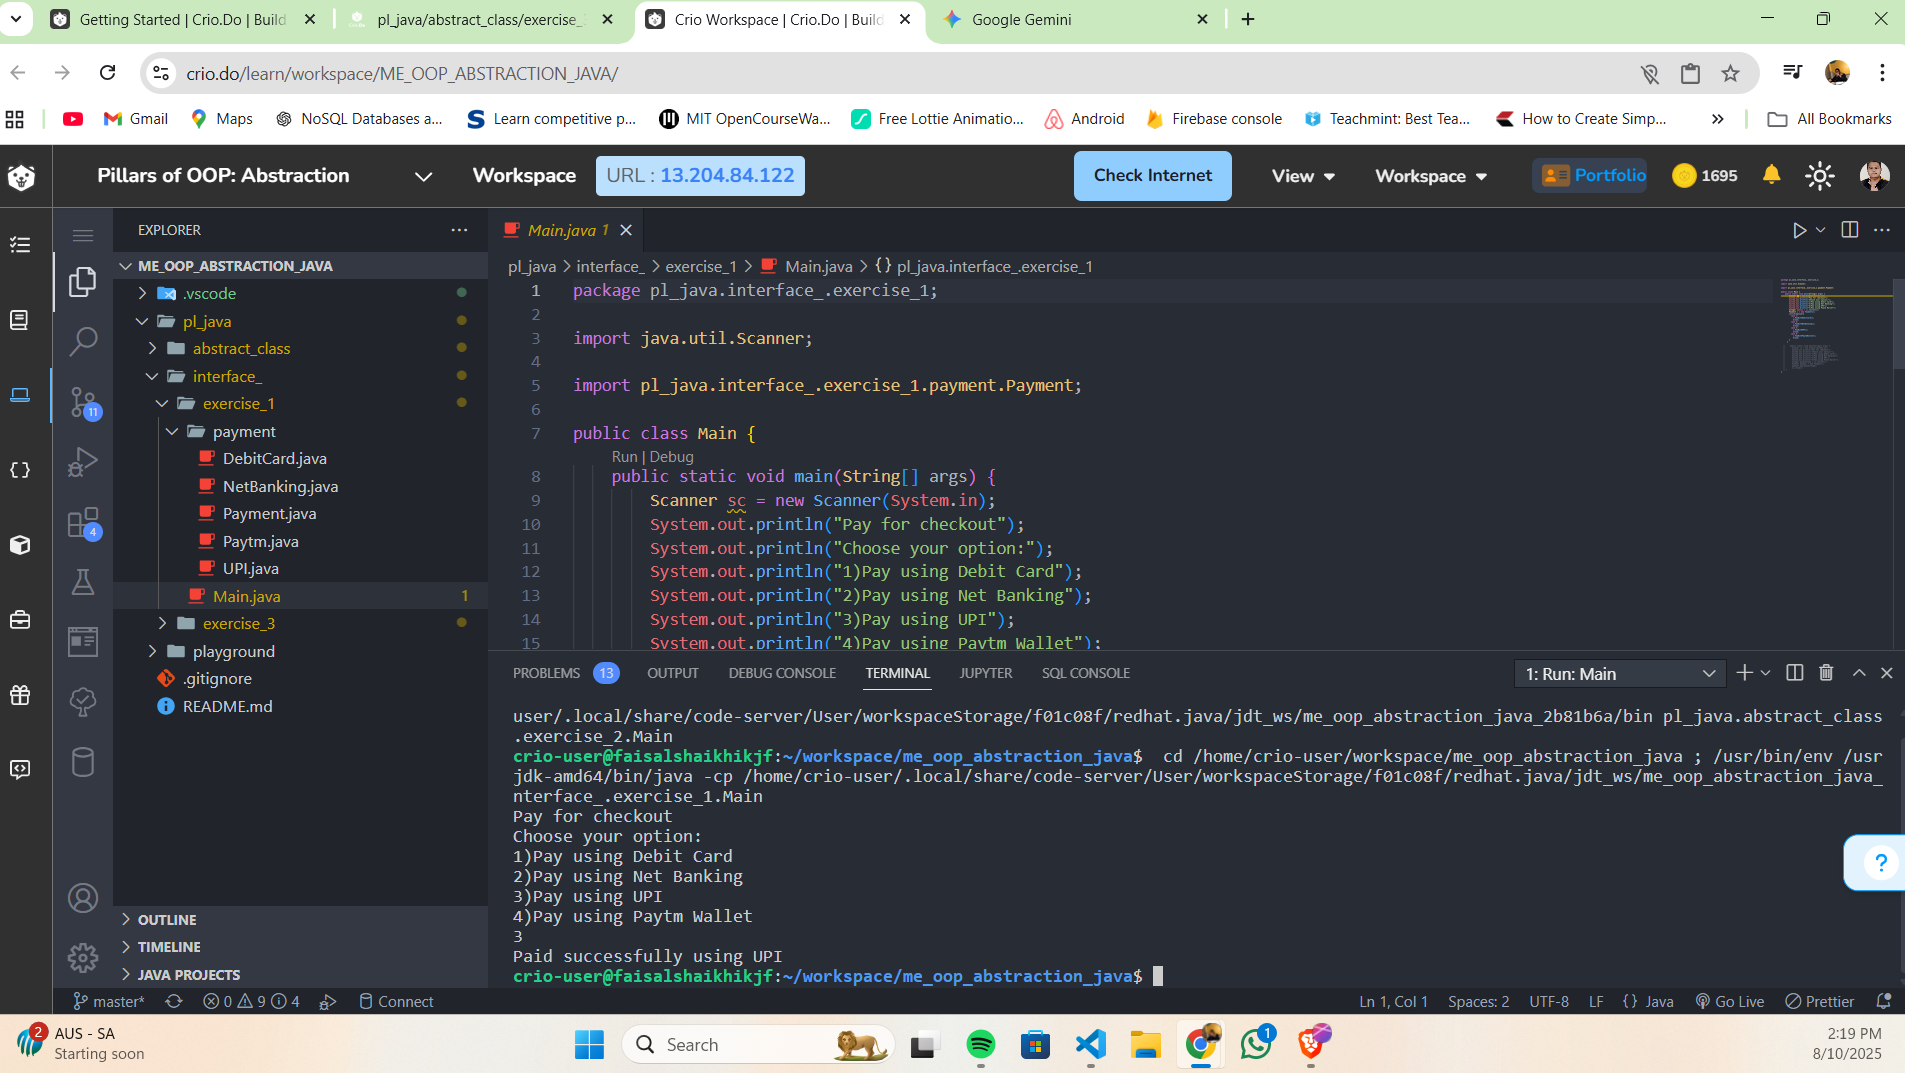 Getting Started | Crio.Do | Build
pl_java/abstract_class/exercise_
Crio Workspace | Crio.Do | Build
Google Gemini
crio.do/learn/workspace/ME_OOP_ABSTRACTION_JAVA/
Gmail
Maps
NoSQL Databases a...
Learn competitive p...
MIT OpenCourseWa...
Free Lottie Animatio...
Android
Firebase console
Teachmint: Best Tea...
How to Create Simp...
»
All Bookmarks
Pillars of OOP: Abstraction
Workspace
URL : 13.204.84.122
Check Internet
View
Workspace
Portfolio
1695
EXPLORER
ME_OOP_ABSTRACTION_JAVA
.vscode
pl_java
abstract_class
interface_
exercise_1
payment
DebitCard.java
NetBanking.java
Payment.java
Paytm.java
UPI.java
Main.java 1
exercise_3
playground
.gitignore
README.md
OUTLINE
TIMELINE
JAVA PROJECTS
11
4
Main.java 1
pl_java > interface_ > exercise_1 > Main.java > {} pl_java.interface_.exercise_1
1 package pl_java.interface_.exercise_1;
2
3 import java.util.Scanner;
4
5 import pl_java.interface_.exercise_1.payment.Payment;
6
7 public class Main {
Run | Debug
8 public static void main(String[] args) {
9 Scanner sc = new Scanner(System.in);
10 System.out.println("Pay for checkout");
11 System.out.println("Choose your option:");
12 System.out.println("1)Pay using Debit Card");
13 System.out.println("2)Pay using Net Banking");
14 System.out.println("3)Pay using UPI");
15 System.out.println("4)Pay using Paytm Wallet");
PROBLEMS 13
OUTPUT
DEBUG CONSOLE
TERMINAL
JUPYTER
SQL CONSOLE
1: Run: Main
user/.local/share/code-server/User/workspaceStorage/f01c08f/redhat.java/jdt_ws/me_oop_abstraction_java_2b81b6a/bin pl_java.abstract_class
.exercise_2.Main
crio-user@faisalshaikhikjf:~/workspace/me_oop_abstraction_java$ cd /home/crio-user/workspace/me_oop_abstraction_java ; /usr/bin/env /usr
jdk-amd64/bin/java -cp /home/crio-user/.local/share/code-server/User/workspaceStorage/f01c08f/redhat.java/jdt_ws/me_oop_abstraction_java_
nterface_.exercise_1.Main
Pay for checkout
Choose your option:
1)Pay using Debit Card
2)Pay using Net Banking
3)Pay using UPI
4)Pay using Paytm Wallet
3
Paid successfully using UPI
crio-user@faisalshaikhikjf:~/workspace/me_oop_abstraction_java$
?
master*
0
9
4
Connect
Ln 1, Col 1
Spaces: 2
UTF-8
LF
{} Java
Go Live
Prettier
2
AUS - SA
Starting soon
Search
1
2:19 PM
8/10/2025